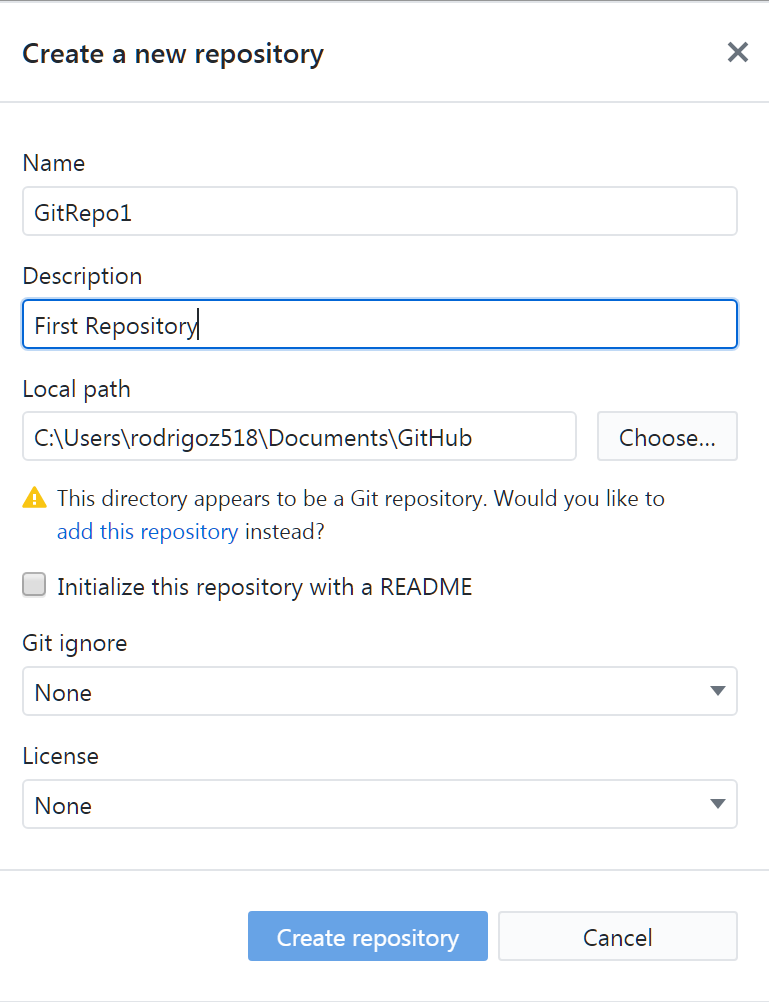 Create a new repository
Name
GitRepo1
Description
First Repository
Local path
C:\Users\rodrigoz518\Documents\GitHub
Choose...
This directory appears to be a Git repository. Would you like to
add this repository instead?
Initialize this repository with a README
Git ignore
None
License
None
Create repository
Cancel